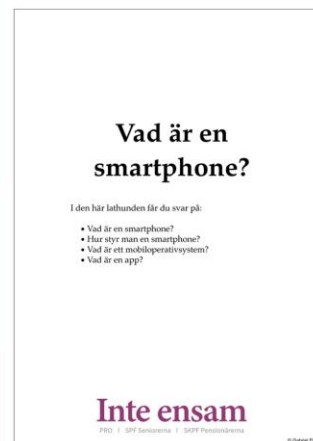 Vad är en
smartphone?
I den här lathunden får du svar på:
• Vad är en smartphone?
• Hur styr man en smartphone?
• Vad är ett mobiloperativsystem?
• Vad är en app?
Inte ensam
PRO I SPF Seniorerna I SKPF Pensionärerna